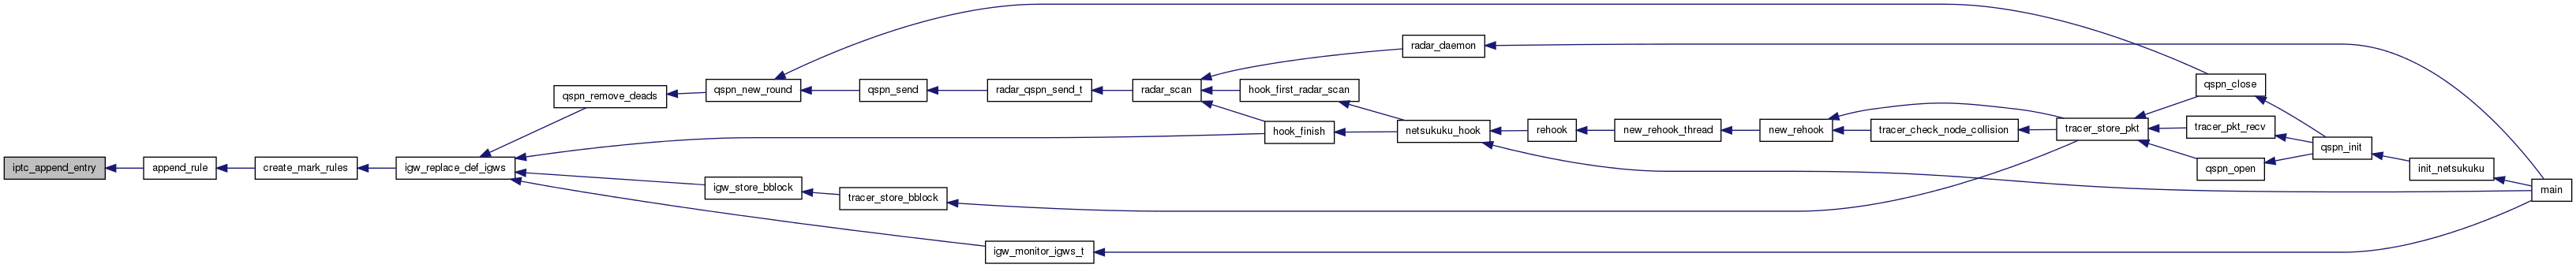 iptc_append_entry
append_rule
create_mark_rules
igw_replace_def_igws
qspn_remove_deads
qspn_new_round
qspn_send
radar_qspn_send_t
radar_scan
radar_daemon
hook_first_radar_scan
hook_finish
netsukuku_hook
rehook
new_rehook_thread
new_rehook
tracer_check_node_collision
tracer_store_pkt
qspn_close
tracer_pkt_recv
qspn_open
qspn_init
init_netsukuku
main
igw_store_bblock
tracer_store_bblock
igw_monitor_igws_t